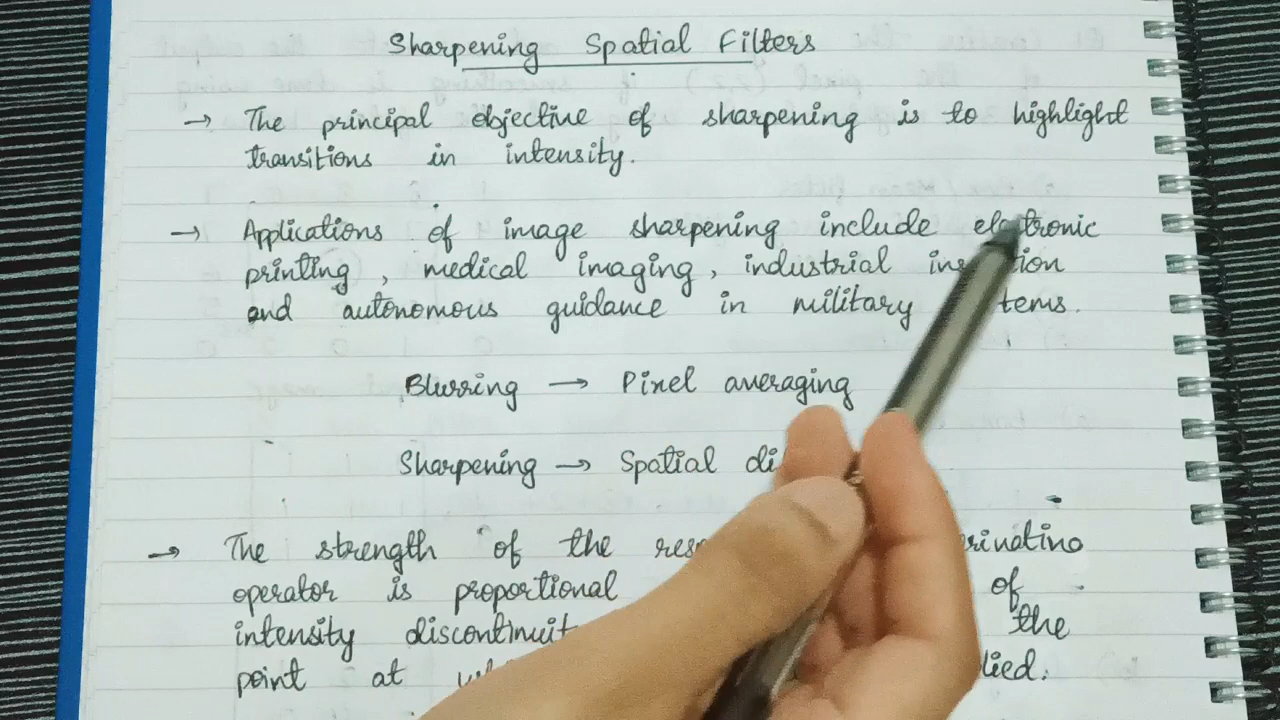 Sharpening Spatial Filters
→ The principal objective of sharpening is to highlight
transitions in intensity.
→ Applications of image sharpening include electronic
printing, medical imaging, industrial
and autonomous guidance in military
Blurring → Pixel averaging
Sharpening → Spatial
→ The strength of the
operator is proportional of
intensity the
point at